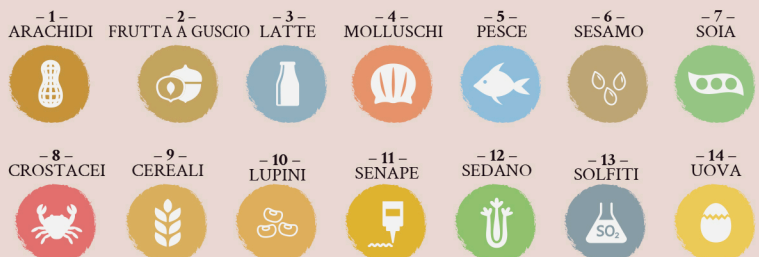 – 1 –
ARACHIDI
– 2 –
FRUTTA A GUSCIO
– 3 –
LATTE
– 4 –
MOLLUSCHI
– 5 –
PESCE
– 6 –
SESAMO
– 7 –
SOIA
– 8 –
CROSTACEI
– 9 –
CEREALI
– 10 –
LUPINI
– 11 –
SENAPE
– 12 –
SEDANO
– 13 –
SOLFITI
SO₂
– 14 –
UOVA